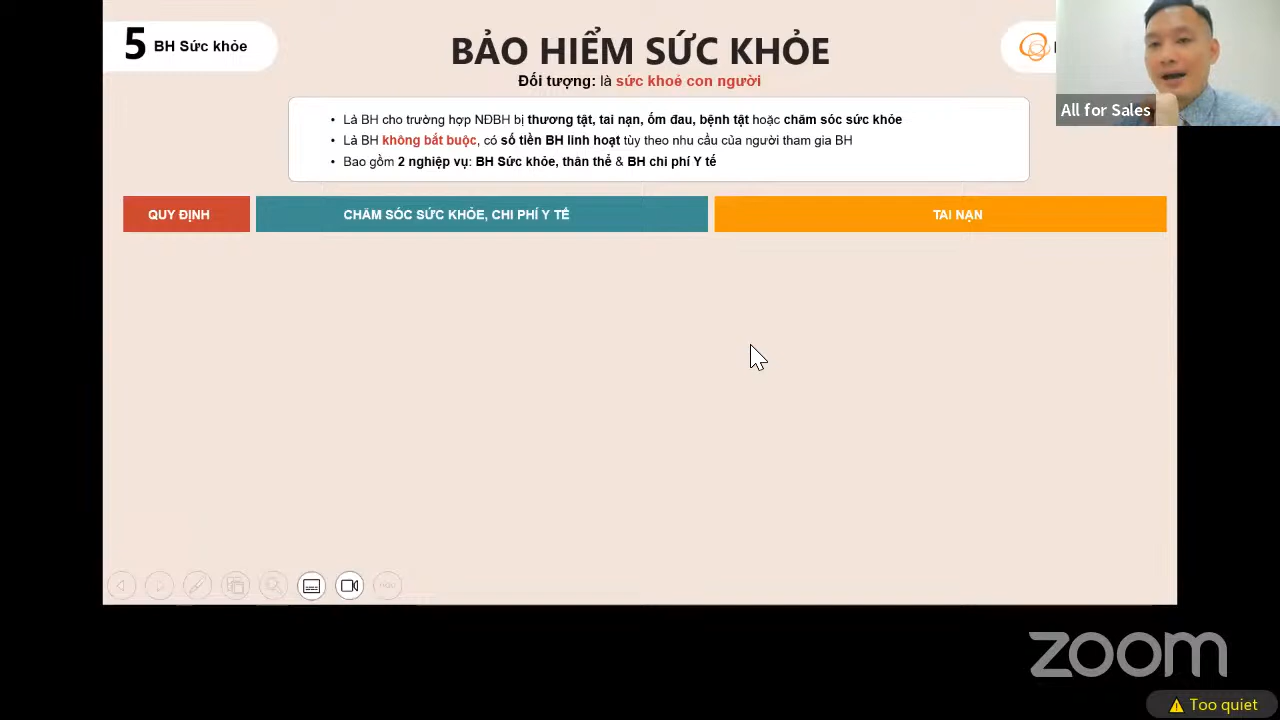 5 BH Sức khỏe
BẢO HIỂM SỨC KHỎE
Đối tượng: là sức khoẻ con người
All for Sales
• Là BH cho trường hợp NĐBH bị thương tật, tai nạn, ốm đau, bệnh tật hoặc chăm sóc sức khỏe
• Là BH không bắt buộc, có số tiền BH linh hoạt tùy theo nhu cầu của người tham gia BH
• Bao gồm 2 nghiệp vụ: BH Sức khỏe, thân thể & BH chi phí Y tế
QUY ĐỊNH
CHĂM SÓC SỨC KHỎE, CHI PHÍ Y TẾ
TAI NẠN
zoom
Too quiet